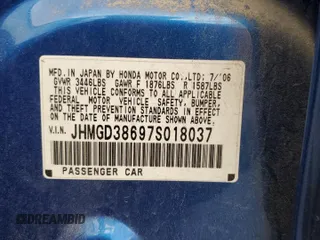 MFD. IN JAPAN BY HONDA MOTOR CO.,LTD. 7/'06
GVWR 3446LBS GAWR F 1876LBS R 1587LBS
THIS VEHICLE CONFORMS TO ALL APPLICABLE
FEDERAL MOTOR VEHICLE SAFETY, BUMPER,
AND THEFT PREVENTION STANDARDS IN EFFECT
ON THE DATE OF MANUFACTURE SHOWN ABOVE.
V.I.N. JHMGD38697S018037
PASSENGER CAR
DREAMBID